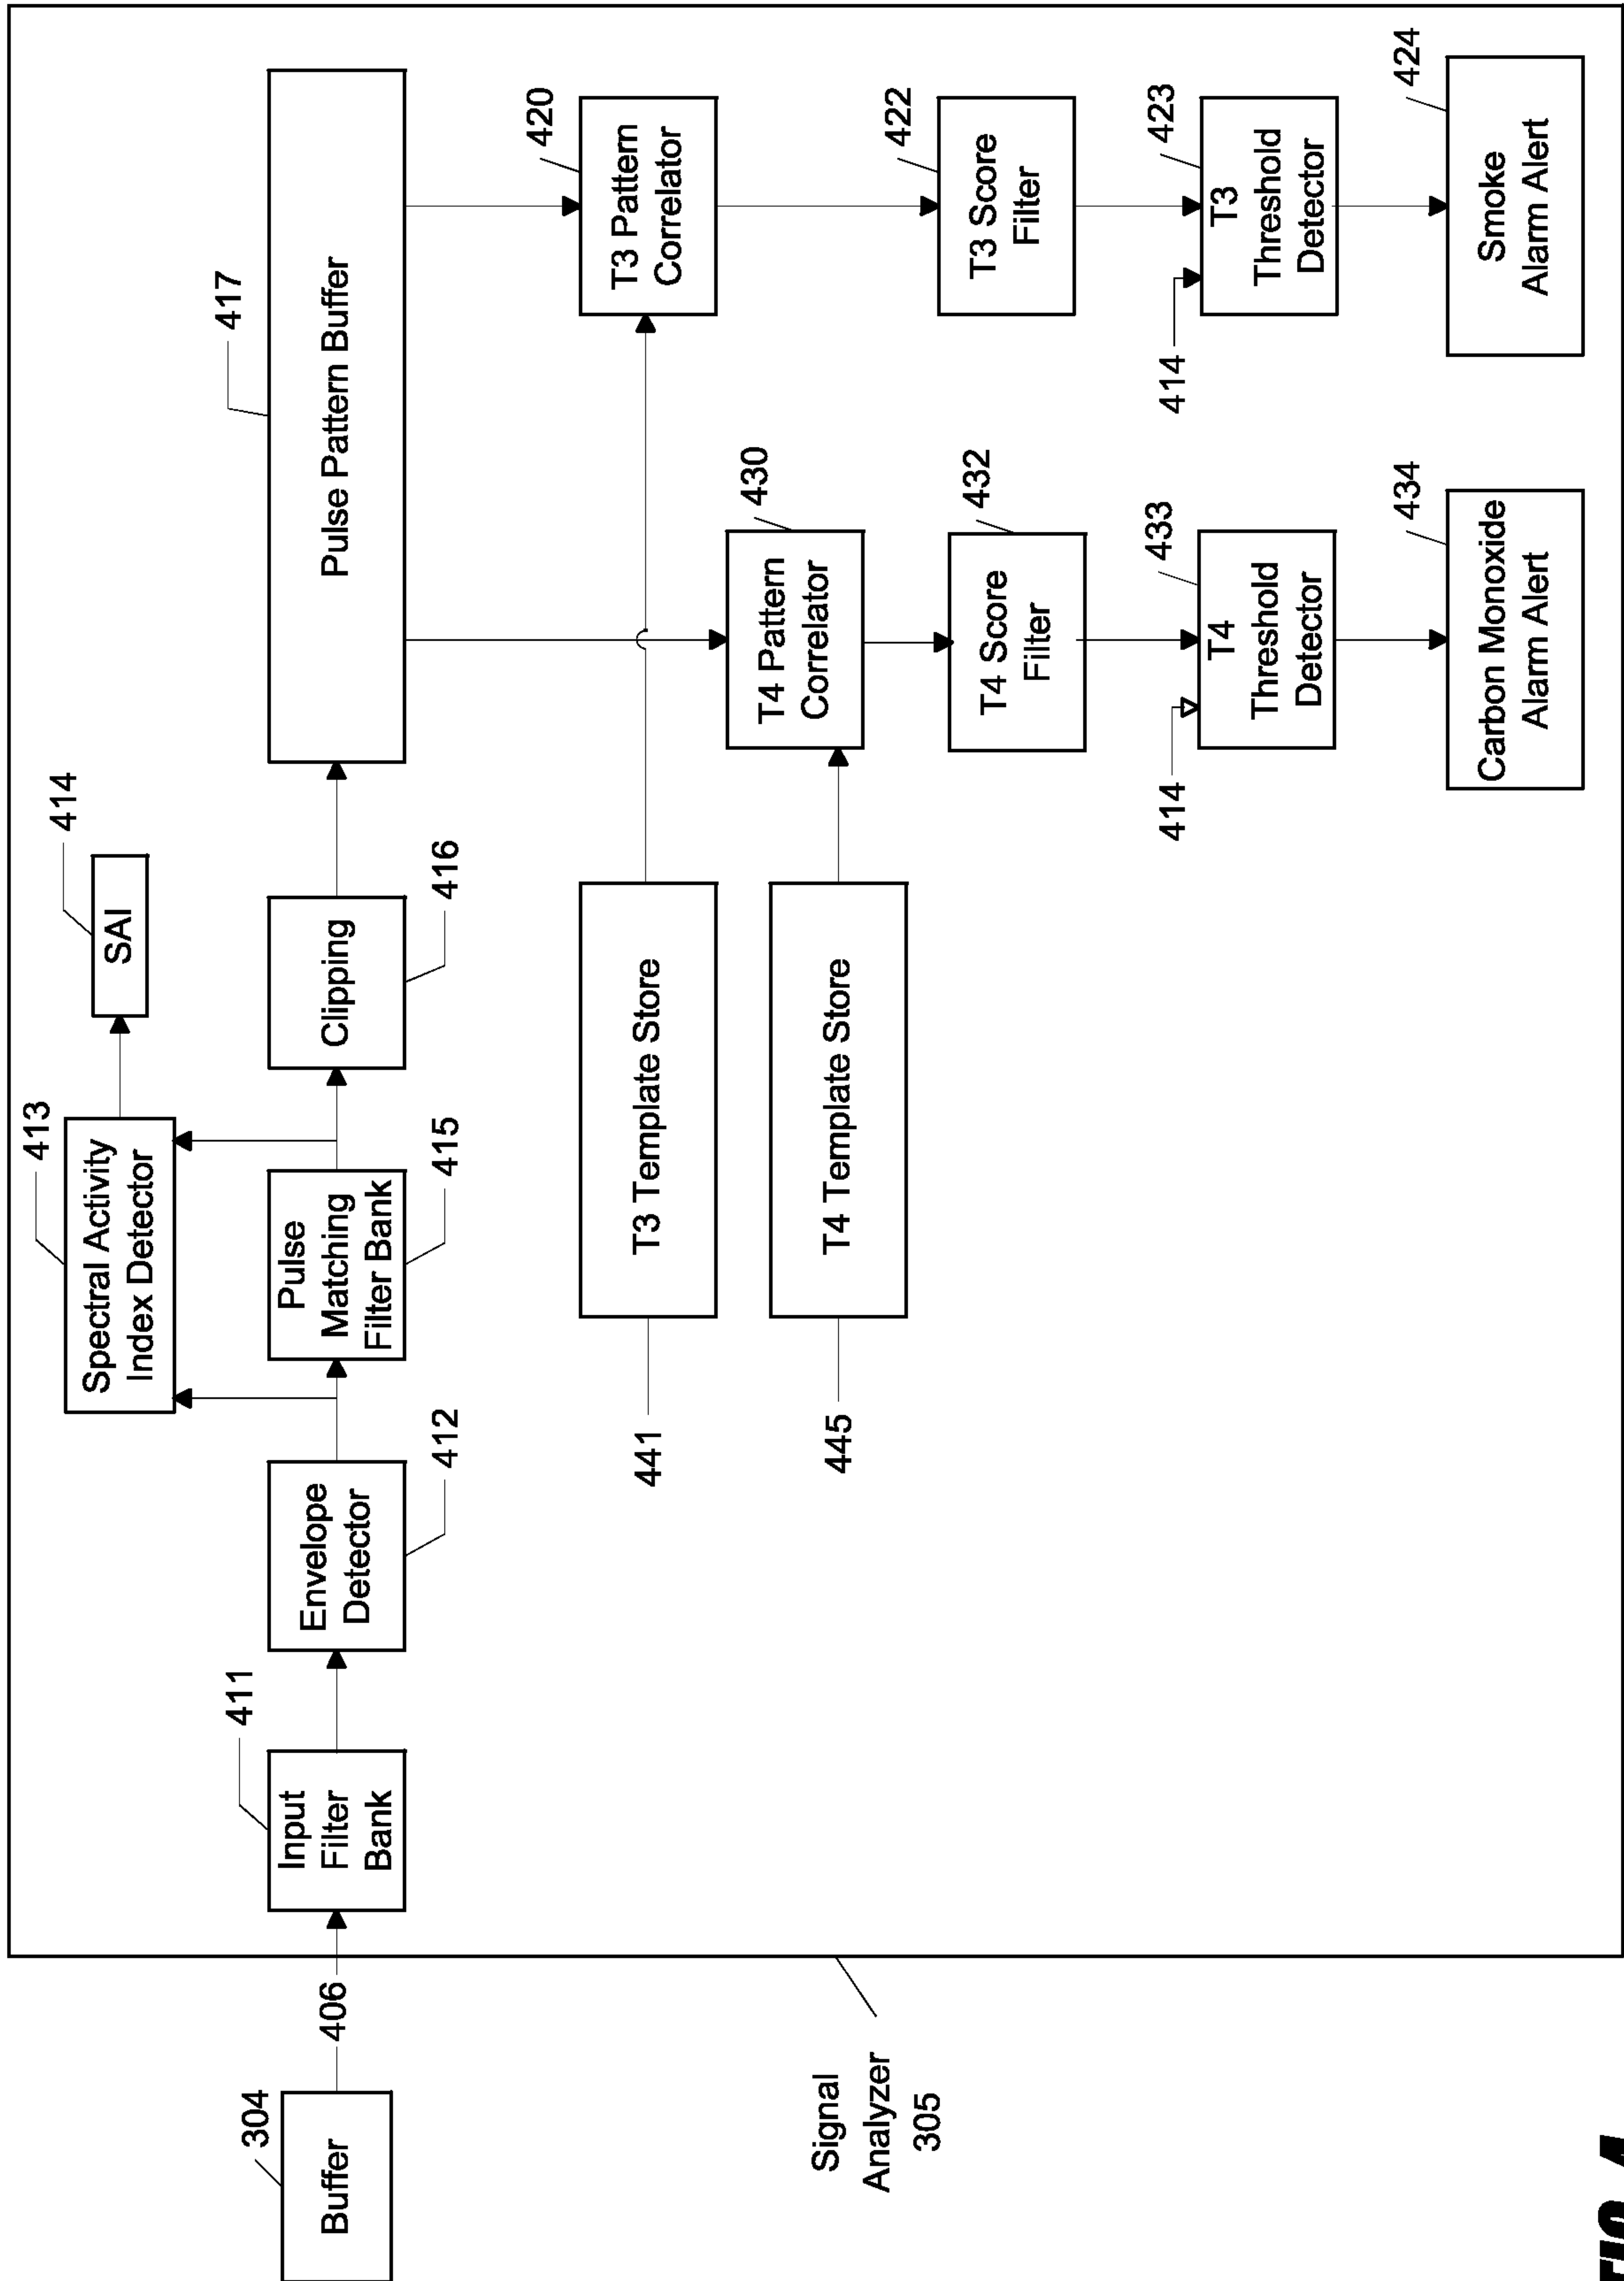 304
Buffer
406
Signal
Analyzer
305
411
Input
Filter
Bank
Envelope
Detector
412
413
Spectral Activity
Index Detector
414
SAI
Pulse
Matching
Filter Bank
415
Clipping
416
417
Pulse Pattern Buffer
441
T3 Template Store
445
T4 Template Store
420
T3 Pattern
Correlator
430
T4 Pattern
Correlator
422
T3 Score
Filter
432
T4 Score
Filter
414
423
T3
Threshold
Detector
414
433
T4
Threshold
Detector
424
Smoke
Alarm Alert
434
Carbon Monoxide
Alarm Alert